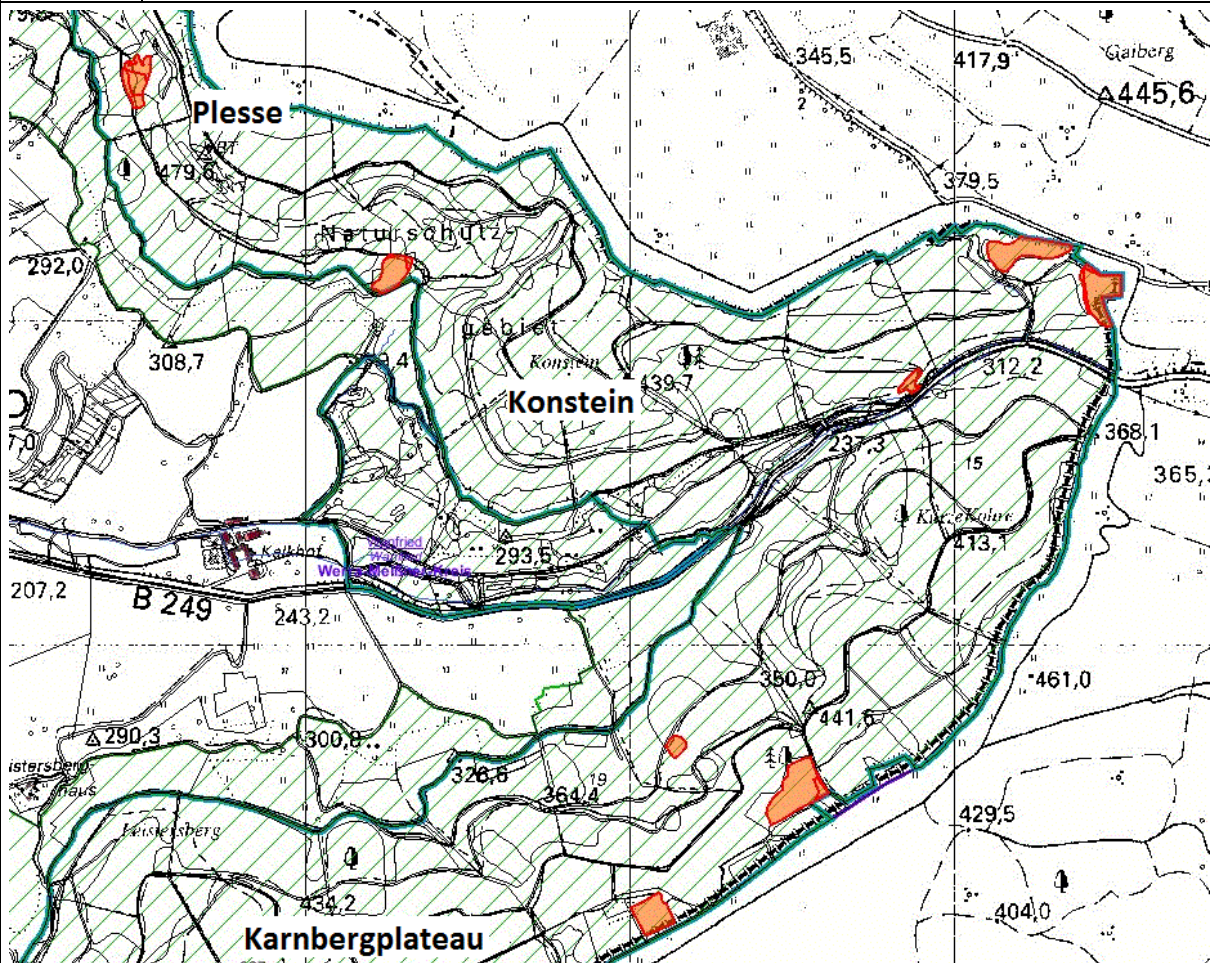 345,5
417,9
Gaiberg
445,6
Plesse
379,5
Naturschutz-
292,0
gebiet
308,7
Konstein
312,2
439,7
Konstein
237,3
368,1
15
365,
Kurze Kohre
413,1
Kalkhof
Wanfried
293,5
Werra-Meißner-Kreis
207,2
B 249
243,2
350,0
461,0
441,6
290,3
300,8
326,6
19
364,4
429,5
Leistersberg
434,2
404,0
Karnbergplateau